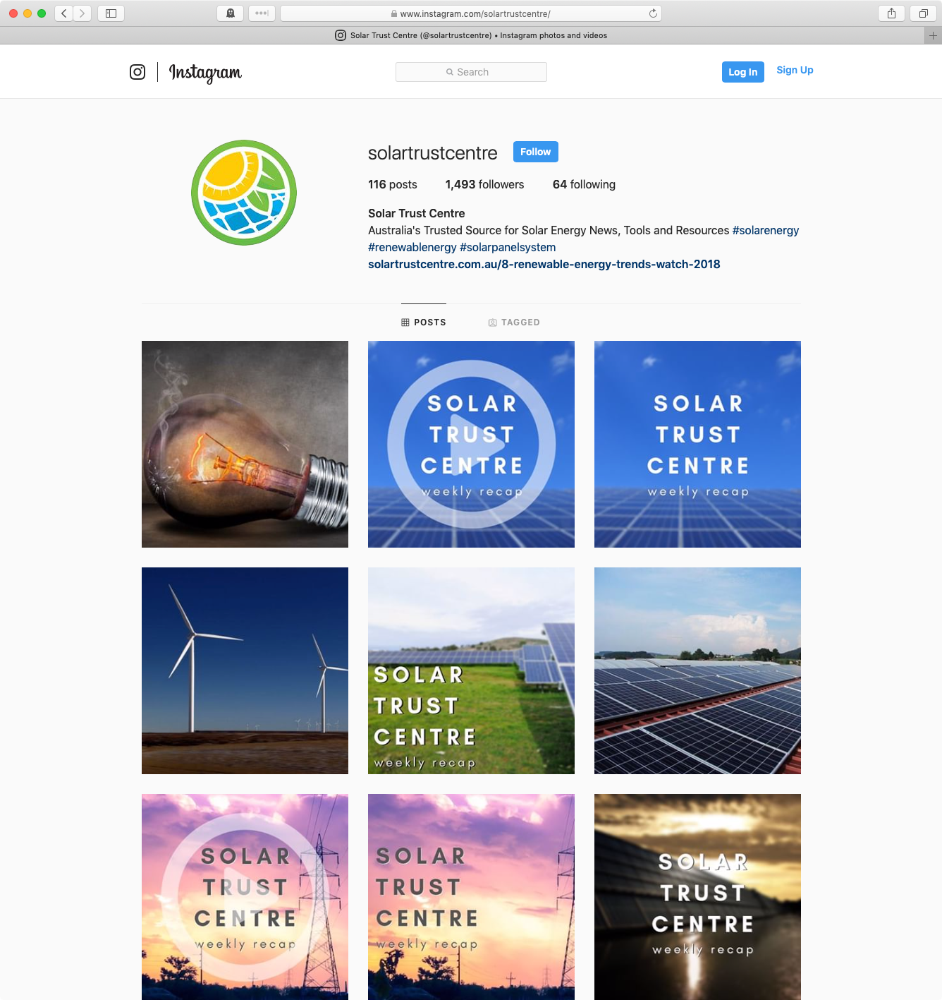 www.instagram.com/solartrustcentre/
Solar Trust Centre (@solartrustcentre) • Instagram photos and videos
Instagram
Search
Log In
Sign Up
solartrustcentre
Follow
116 posts
1,493 followers
64 following
Solar Trust Centre
Australia's Trusted Source for Solar Energy News, Tools and Resources #solarenergy
#renewablenergy #solarpanelsystem
solartrustcentre.com.au/8-renewable-energy-trends-watch-2018
POSTS
TAGGED
SOLAR
TRUST
CENTRE
weekly recap
SOLAR
TRUST
CENTRE
weekly recap
SOLAR
TRUST
CENTRE
weekly recap
SOLAR
TRUST
CENTRE
weekly recap
SOLAR
TRUST
CENTRE
weekly recap
SOLAR
TRUST
CENTRE
weekly recap